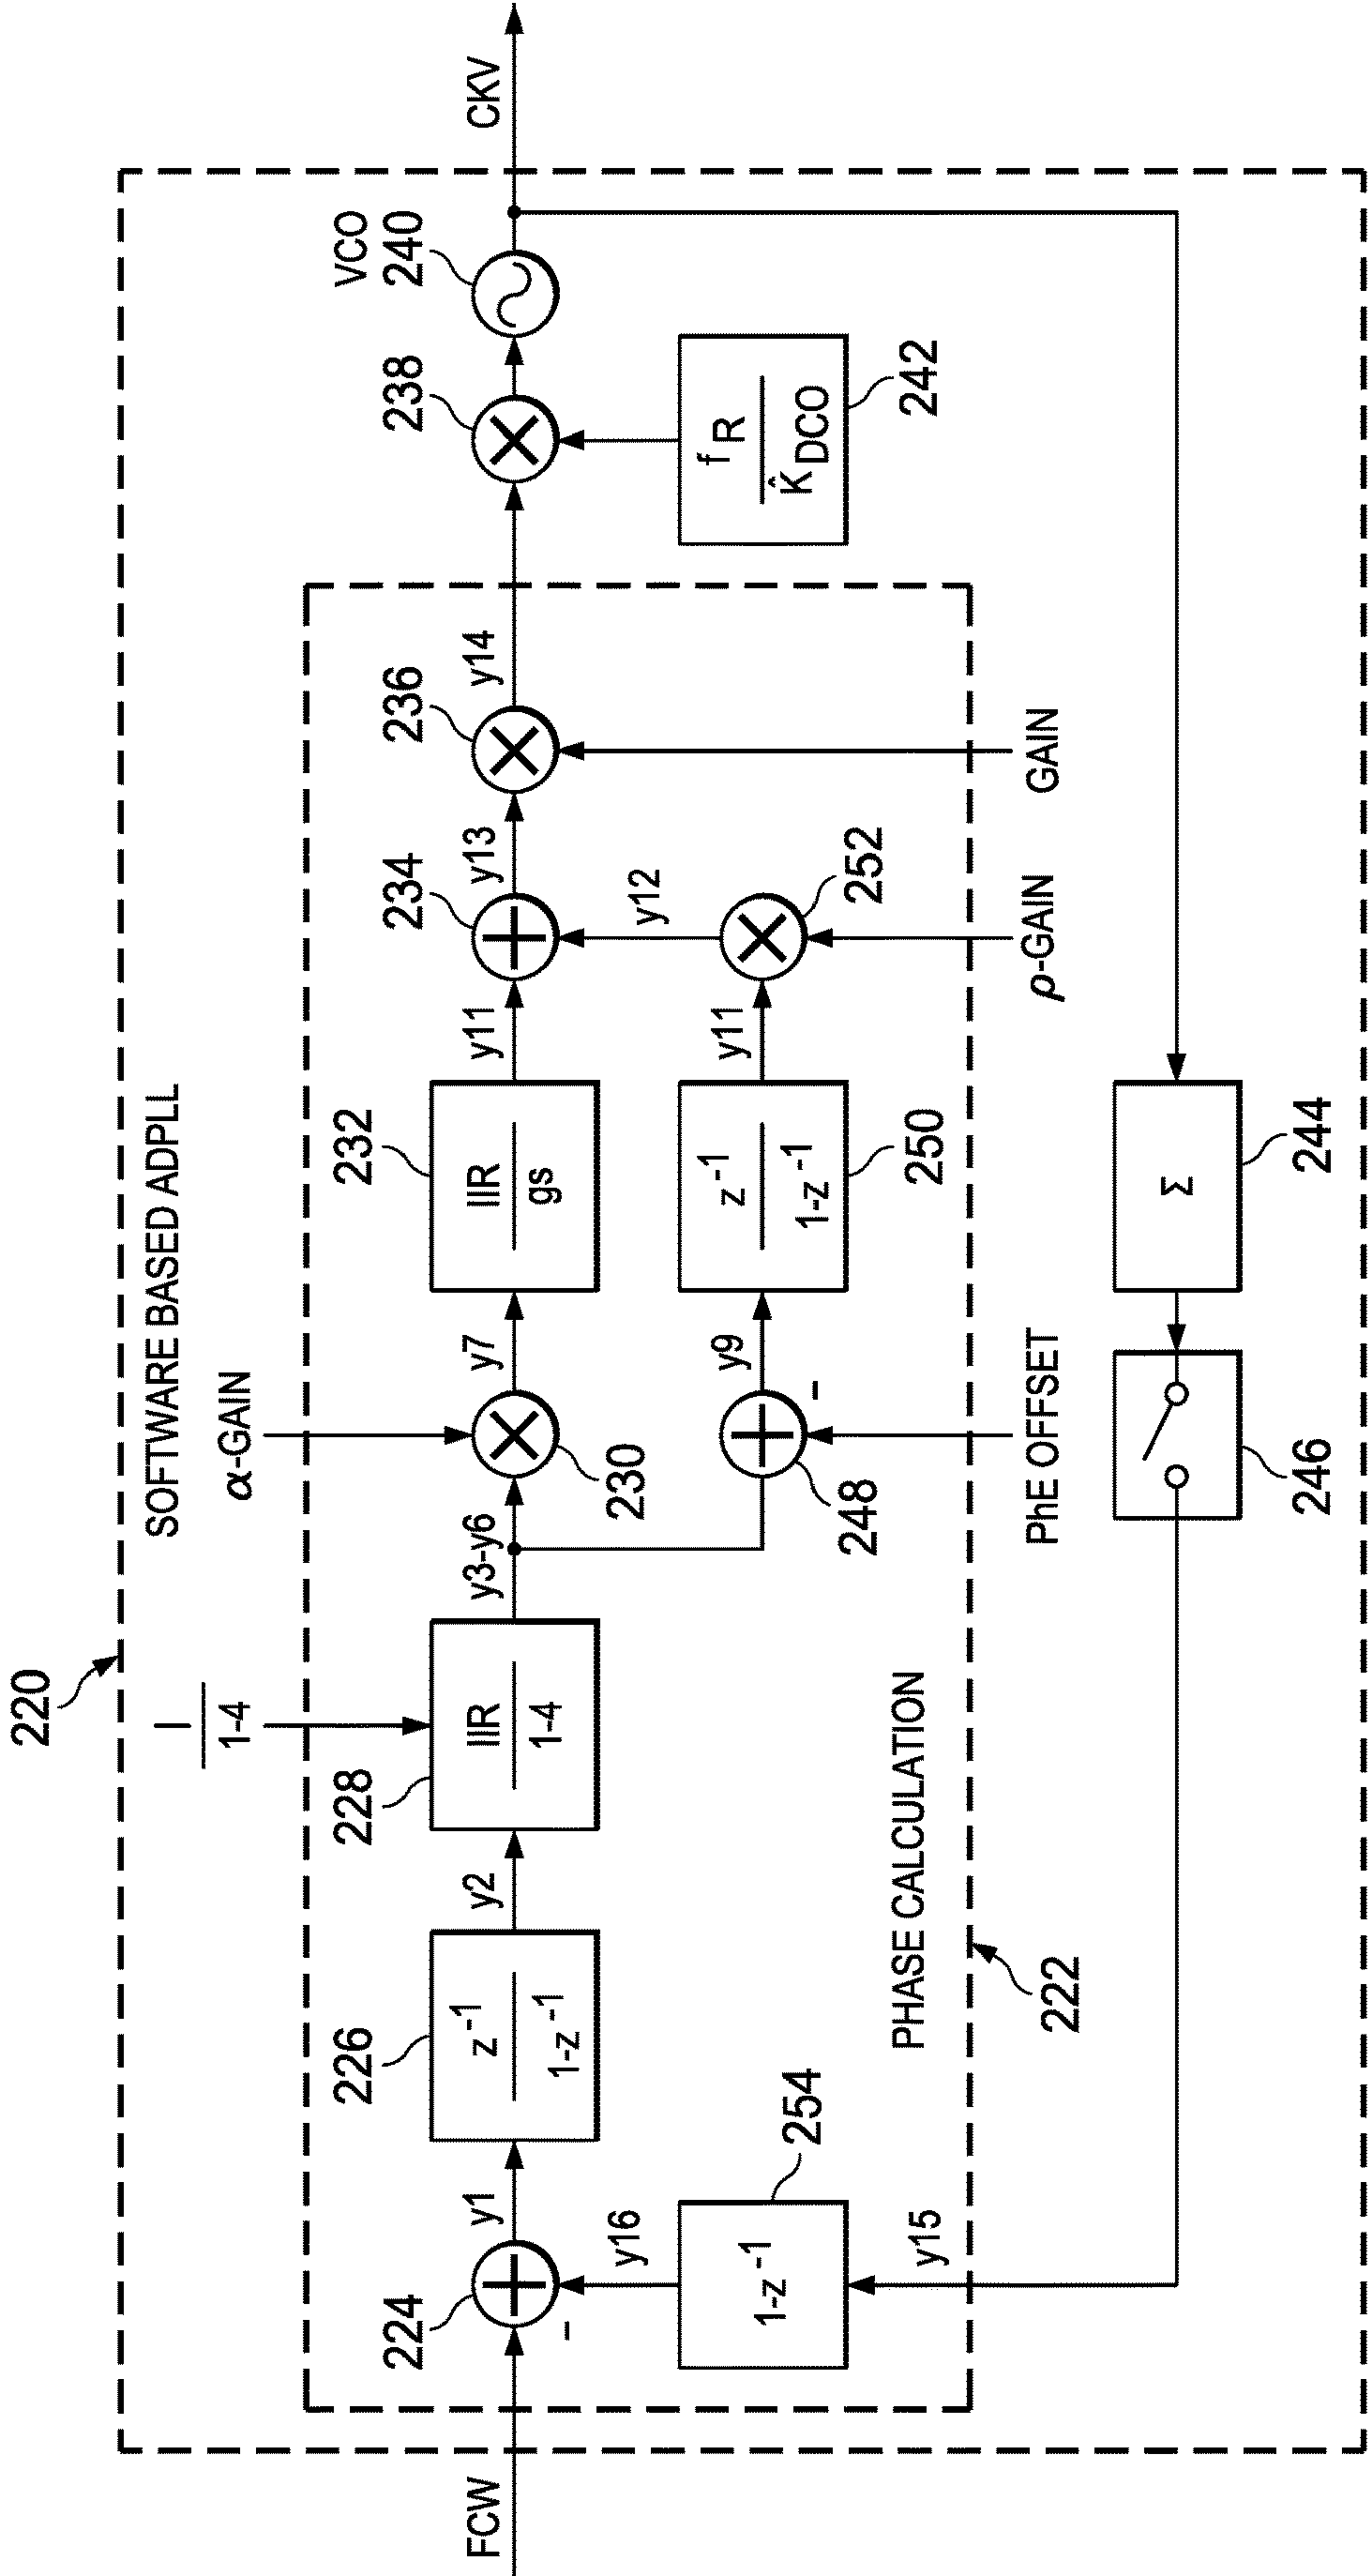 220
SOFTWARE BASED ADPLL
I
1-4
α-GAIN
FCW
224
-
y1
226
z-1
1-z-1
y2
228
IIR
1-4
y3-y6
230
y7
232
IIR
gs
y11
234
y13
236
y14
238
VCO
240
CKV
y16
254
1-z-1
y15
248
-
y9
250
z-1
1-z-1
y11
252
y12
fR
K̂DCO
242
PHASE CALCULATION
222
PhE OFFSET
ρ-GAIN
GAIN
246
Σ
244